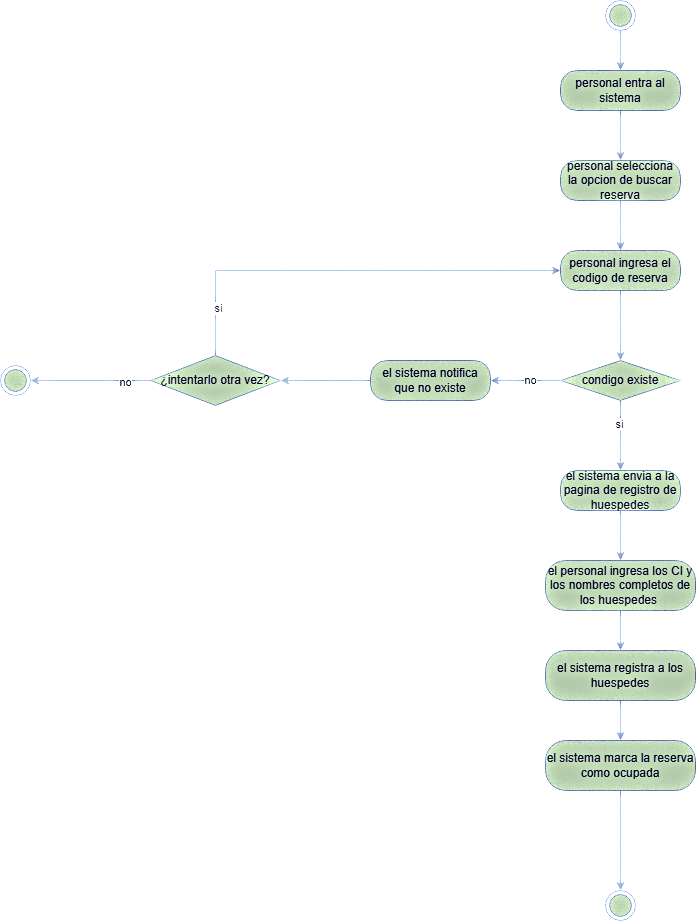 personal entra al
sistema
personal selecciona
la opcion de buscar
reserva
personal ingresa el
codigo de reserva
si
¿intentarlo otra vez?
no
el sistema notifica
que no existe
no
condigo existe
si
el sistema envia a la
pagina de registro de
huespedes
el personal ingresa los CI y
los nombres completos de
los huespedes
el sistema registra a los
huespedes
el sistema marca la reserva
como ocupada